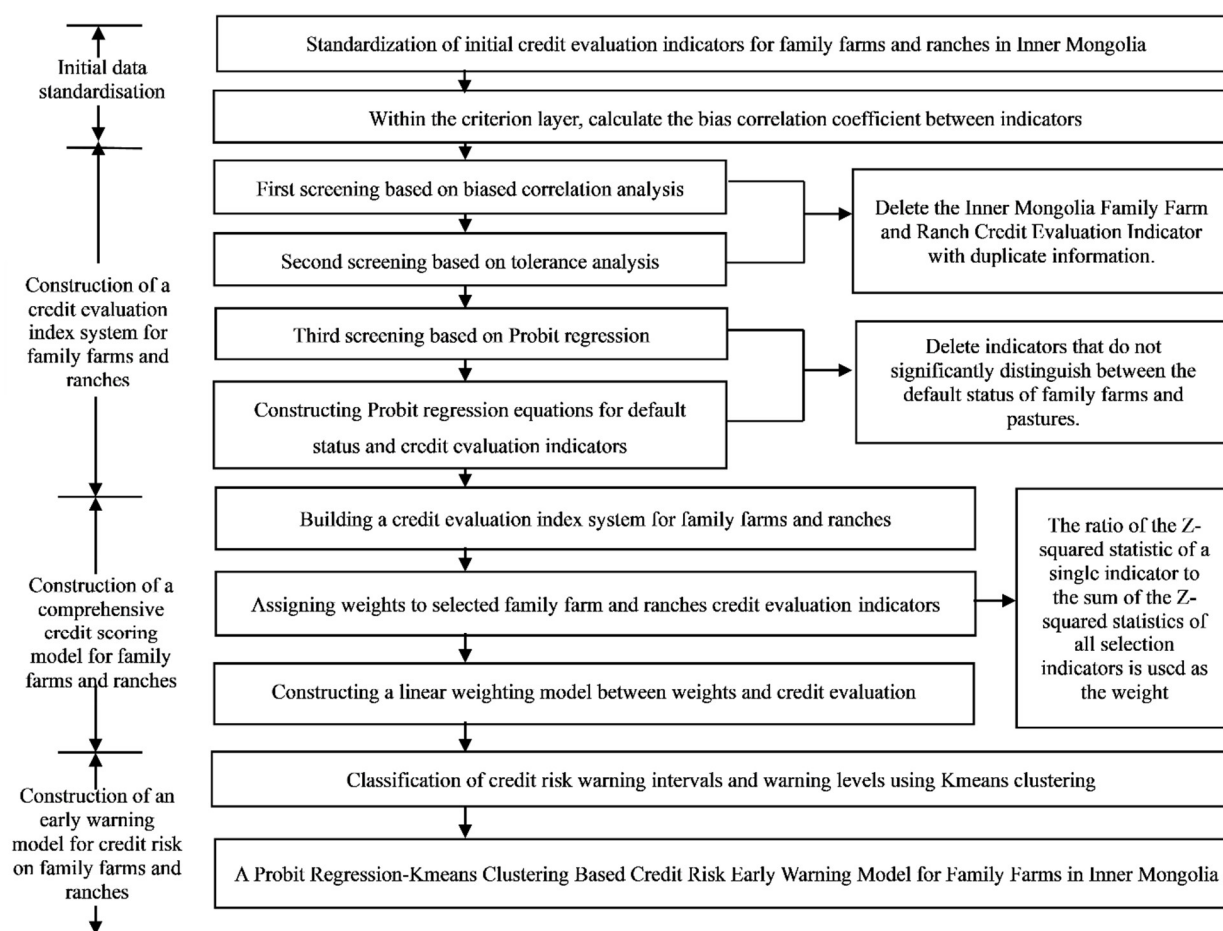 Initial data
standardisation
Standardization of initial credit evaluation indicators for family farms and ranches in Inner Mongolia
Within the criterion layer, calculate the bias correlation coefficient between indicators
Construction of a
credit evaluation
index system for
family farms and
ranches
First screening based on biased correlation analysis
Second screening based on tolerance analysis
Delete the Inner Mongolia Family Farm
and Ranch Credit Evaluation Indicator
with duplicate information.
Third screening based on Probit regression
Constructing Probit regression equations for default
status and credit evaluation indicators
Delete indicators that do not
significantly distinguish between the
default status of family farms and
pastures.
Construction of a
comprehensive
credit scoring
model for family
farms and ranches
Building a credit evaluation index system for family farms and ranches
Assigning weights to selected family farm and ranches credit evaluation indicators
Constructing a linear weighting model between weights and credit evaluation
The ratio of the Z-
squared statistic of a
single indicator to
the sum of the Z-
squared statistics of
all selection
indicators is used as
the weight
Construction of an
early warning
model for credit risk
on family farms and
ranches
Classification of credit risk warning intervals and warning levels using Kmeans clustering
A Probit Regression-Kmeans Clustering Based Credit Risk Early Warning Model for Family Farms in Inner Mongolia